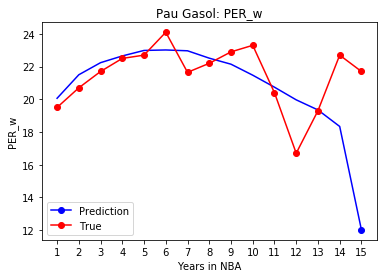 Pau Gasol: PER_w
24
22
20
18
16
14
12
PER_w
Prediction
True
1 2 3 4 5 6 7 8 9 10 11 12 13 14 15
Years in NBA